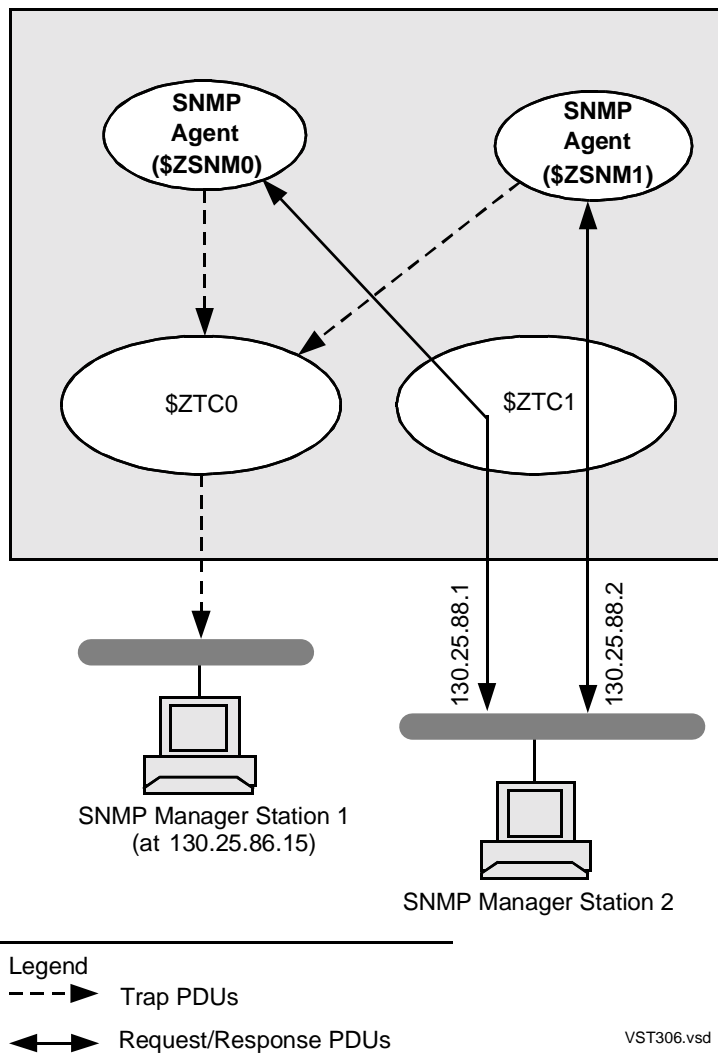 SNMP
Agent
($ZSNM0)
SNMP
Agent
($ZSNM1)
$ZTC0
$ZTC1
130.25.88.1
130.25.88.2
SNMP Manager Station 1
(at 130.25.86.15)
SNMP Manager Station 2
Legend
Trap PDUs
Request/Response PDUs
VST306.vsd